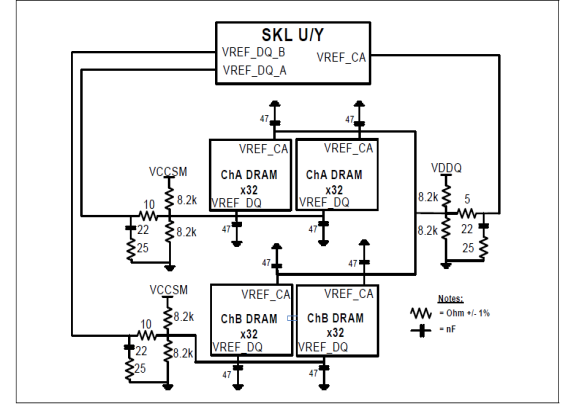 SKL U/Y
VREF_DQ_B
VREF_CA
VREF_DQ_A
47
47
VREF_CA
VREF_CA
ChA DRAM
x32
ChA DRAM
x32
VREF_DQ
VREF_DQ
47
47
VCCSM
8.2k
10
22
8.2k
25
VDDQ
8.2k
5
8.2k
22
25
47
47
VREF_CA
VREF_CA
ChB DRAM
x32
ChB DRAM
x32
VREF_DQ
VREF_DQ
47
47
VCCSM
8.2k
10
22
8.2k
25
Notes:
= Ohm +/- 1%
= nF